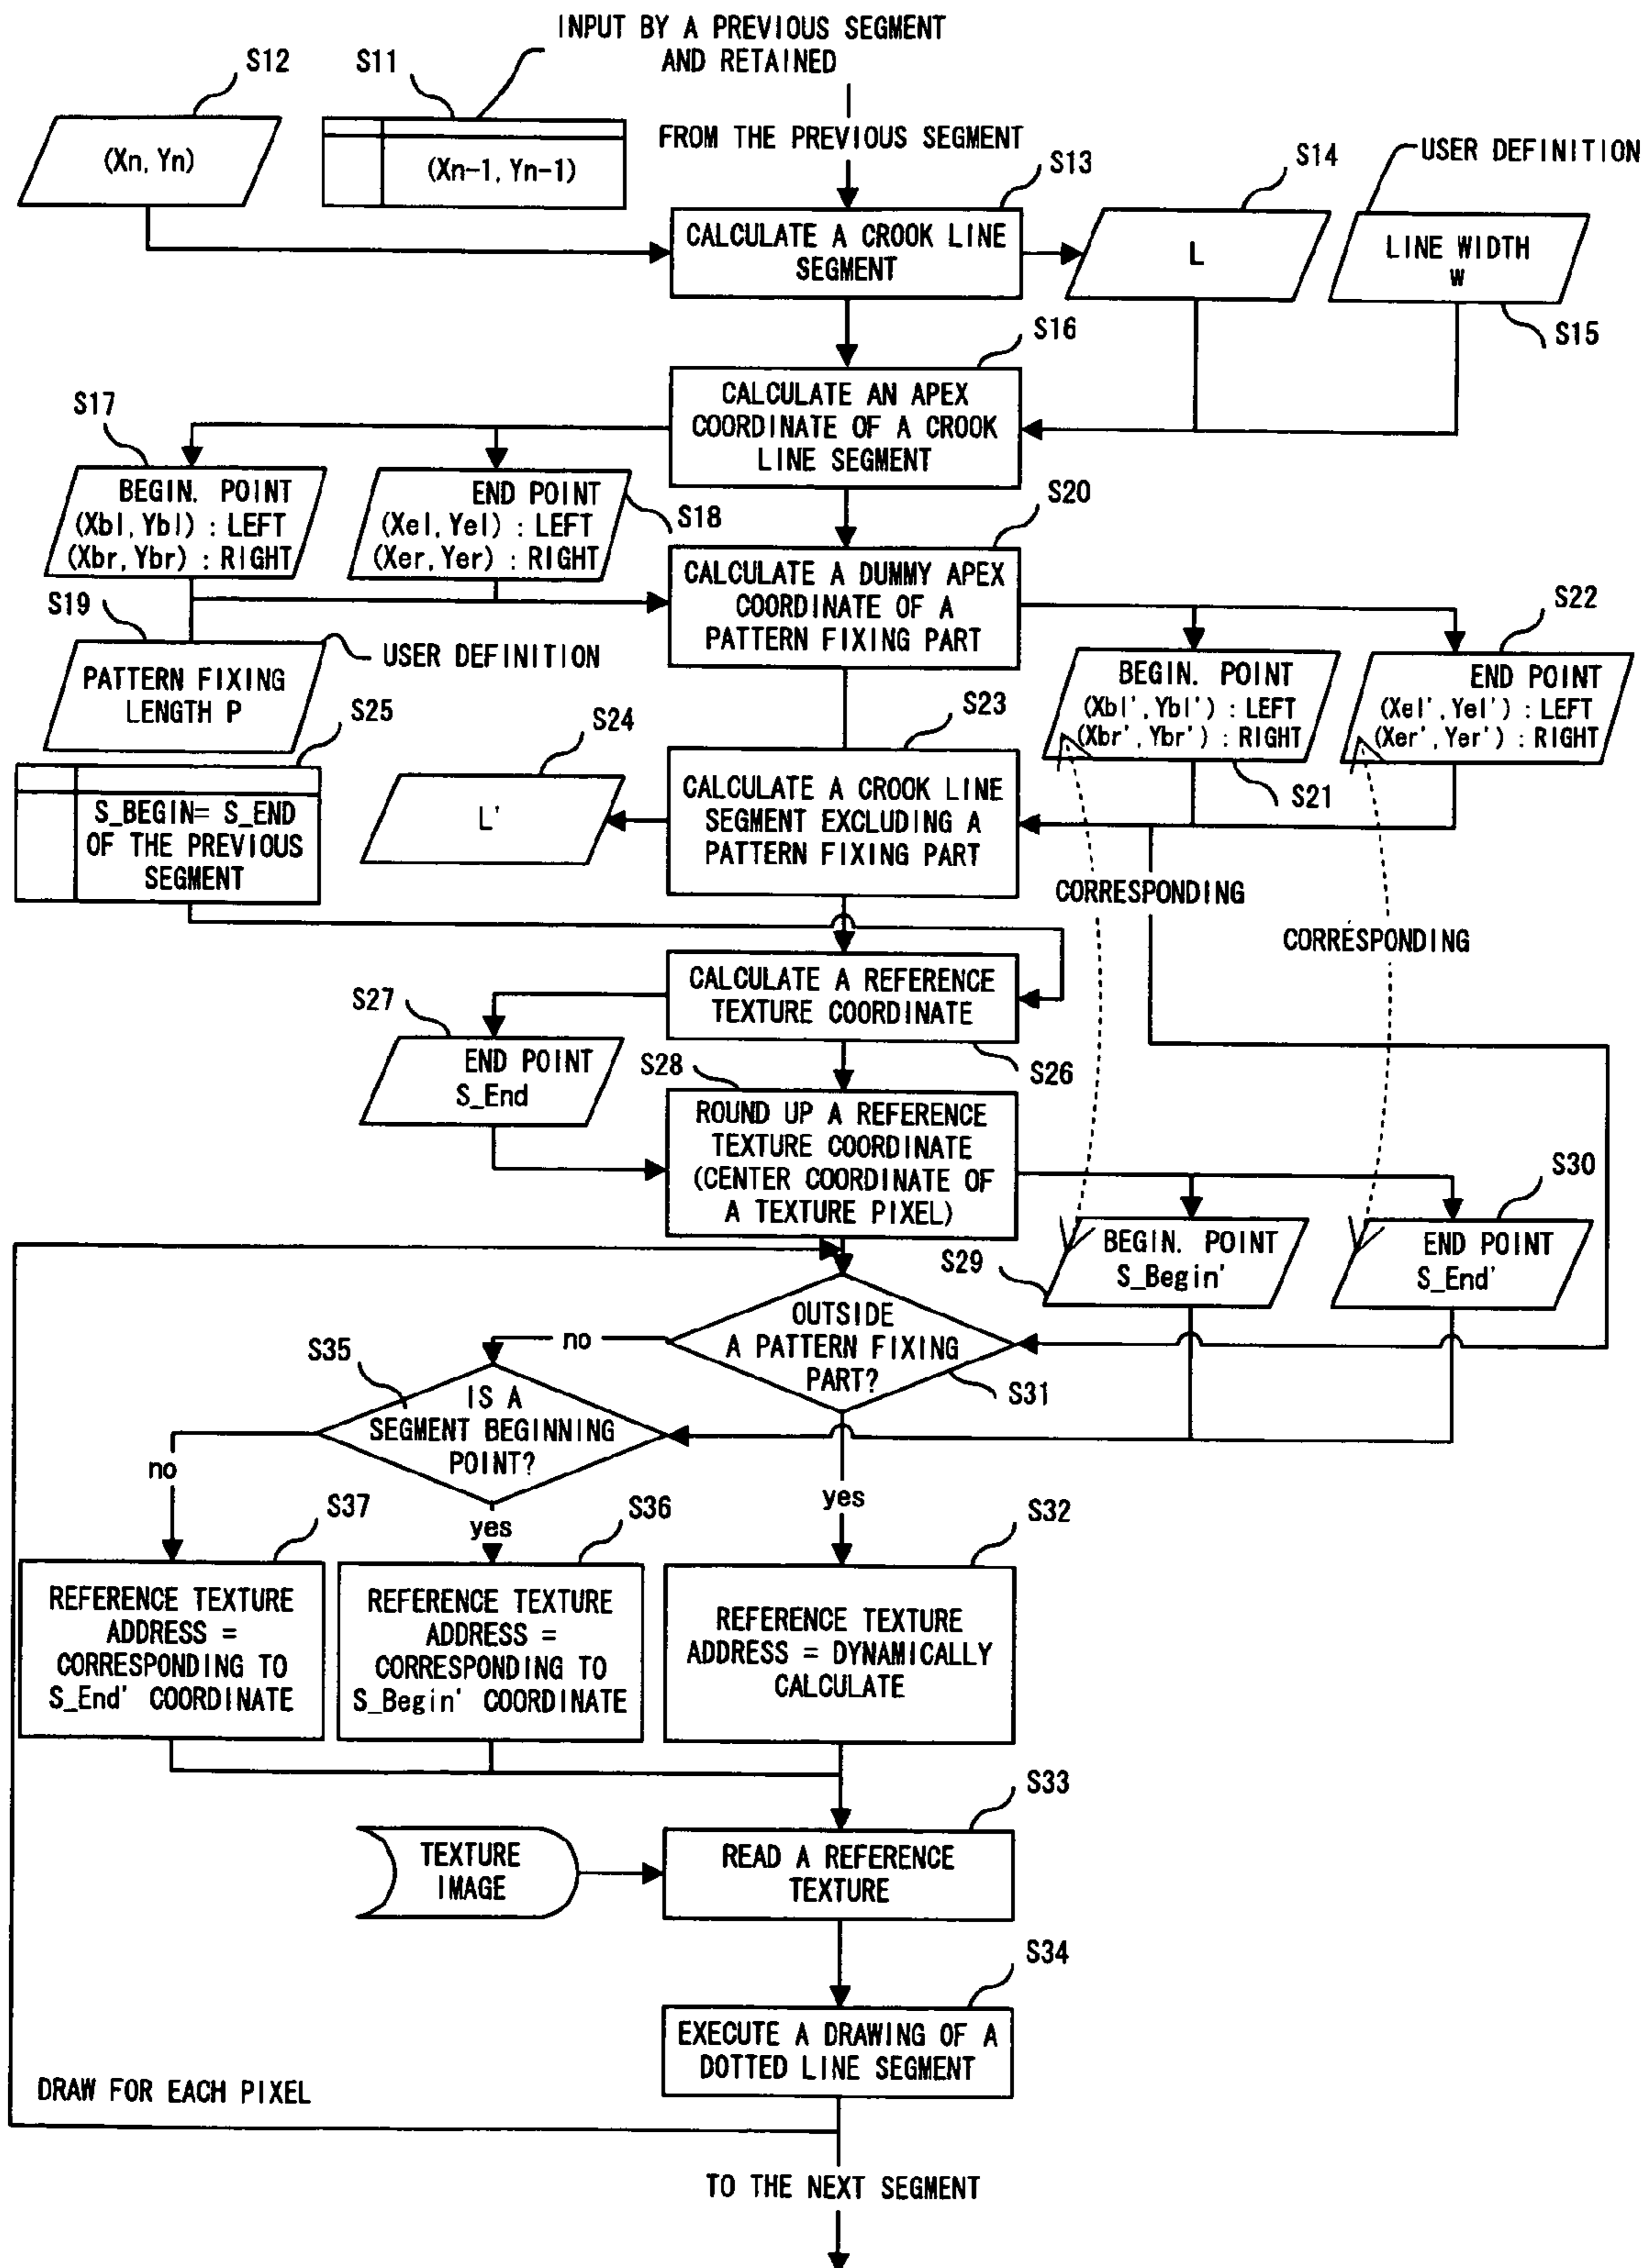 INPUT BY A PREVIOUS SEGMENT
AND RETAINED
S12
S11
(Xn, Yn)
(Xn-1, Yn-1)
FROM THE PREVIOUS SEGMENT
S13
S14
USER DEFINITION
CALCULATE A CROOK LINE
SEGMENT
L
LINE WIDTH
W
S15
S16
CALCULATE AN APEX
COORDINATE OF A CROOK
LINE SEGMENT
S17
BEGIN. POINT
(Xbl, Ybl) : LEFT
(Xbr, Ybr) : RIGHT
END POINT
(Xel, Yel) : LEFT
(Xer, Yer) : RIGHT
S18
S20
CALCULATE A DUMMY APEX
COORDINATE OF A
PATTERN FIXING PART
S19
USER DEFINITION
PATTERN FIXING
LENGTH P
S22
BEGIN. POINT
(Xbl', Ybl') : LEFT
(Xbr', Ybr') : RIGHT
END POINT
(Xel', Yel') : LEFT
(Xer', Yer') : RIGHT
S21
S25
S24
S23
S_BEGIN= S_END
OF THE PREVIOUS
SEGMENT
L'
CALCULATE A CROOK LINE
SEGMENT EXCLUDING A
PATTERN FIXING PART
CORRESPONDING
CORRESPONDING
CALCULATE A REFERENCE
TEXTURE COORDINATE
S27
S26
END POINT
S_End
S28
ROUND UP A REFERENCE
TEXTURE COORDINATE
(CENTER COORDINATE OF
A TEXTURE PIXEL)
S30
S29
BEGIN. POINT
S_Begin'
END POINT
S_End'
OUTSIDE
A PATTERN FIXING
PART?
S31
no
S35
IS A
SEGMENT BEGINNING
POINT?
no
yes
yes
S37
S36
S32
REFERENCE TEXTURE
ADDRESS =
CORRESPONDING TO
S_End' COORDINATE
REFERENCE TEXTURE
ADDRESS =
CORRESPONDING TO
S_Begin' COORDINATE
REFERENCE TEXTURE
ADDRESS = DYNAMICALLY
CALCULATE
S33
TEXTURE
IMAGE
READ A REFERENCE
TEXTURE
S34
EXECUTE A DRAWING OF A
DOTTED LINE SEGMENT
DRAW FOR EACH PIXEL
TO THE NEXT SEGMENT